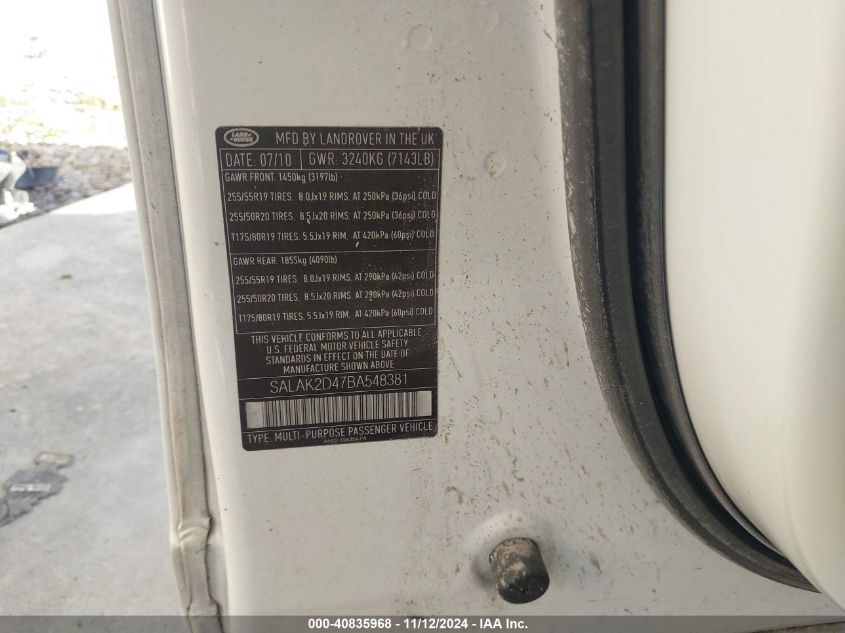 LAND ROVER
MFD BY LANDROVER IN THE UK
DATE: 07/10 GWR: 3240KG (7143LB)
GAWR FRONT: 1450kg (3197lb)
255/55R19 TIRES. 8.0Jx19 RIMS. AT 250kPa (36psi) COLD
255/50R20 TIRES. 8.5Jx20 RIMS. AT 250kPa (36psi) COLD
T175/80R19 TIRES. 5.5Jx19 RIM. AT 420kPa (60psi) COLD
GAWR REAR: 1855kg (4090lb)
255/55R19 TIRES. 8.0Jx19 RIMS. AT 290kPa (42psi) COLD
255/50R20 TIRES. 8.5Jx20 RIMS. AT 290kPa (42psi) COLD
T175/80R19 TIRES. 5.5Jx19 RIM. AT 420kPa (60psi) COLD
THIS VEHICLE CONFORMS TO ALL APPLICABLE
U.S. FEDERAL MOTOR VEHICLE SAFETY
STANDARDS IN EFFECT ON THE DATE OF
MANUFACTURE SHOWN ABOVE
SALAK2D47BA548381
TYPE: MULTI-PURPOSE PASSENGER VEHICLE
000-40835968 - 11/12/2024 - IAA Inc.